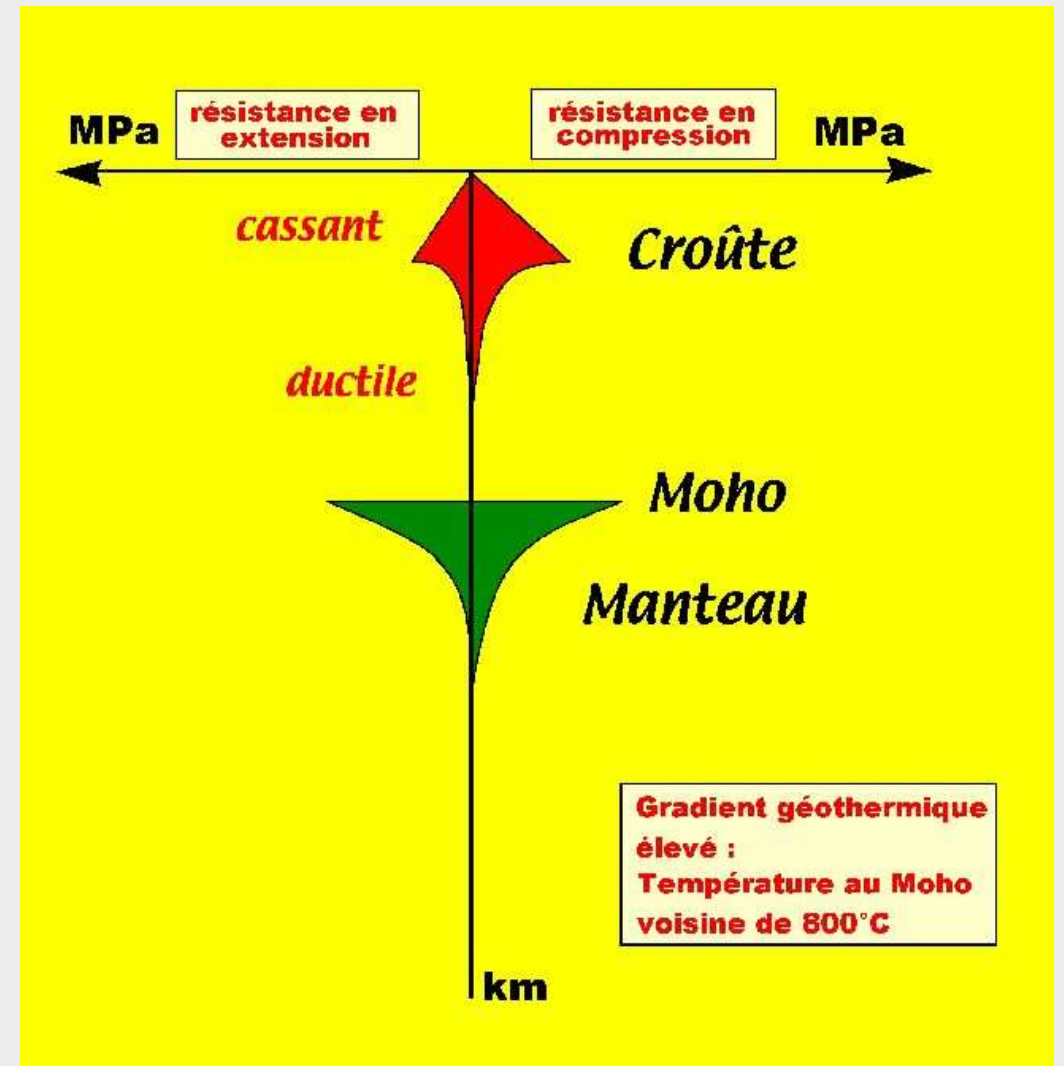 MPa
résistance en
extension
résistance en
compression
MPa
cassant
Croûte
ductile
Moho
Manteau
Gradient géothermique
élevé :
Température au Moho
voisine de 800°C
km